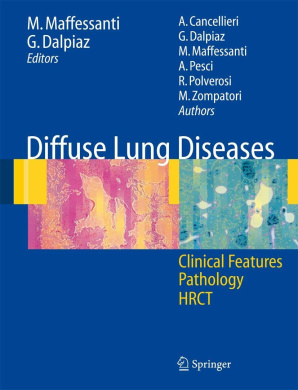 M. Maffessanti
G. Dalpiaz
Editors
A. Cancellieri
G. Dalpiaz
M. Maffessanti
A. Pesci
R. Polverosi
M. Zompatori
Authors
Diffuse Lung Diseases
Clinical Features
Pathology
HRCT
Springer